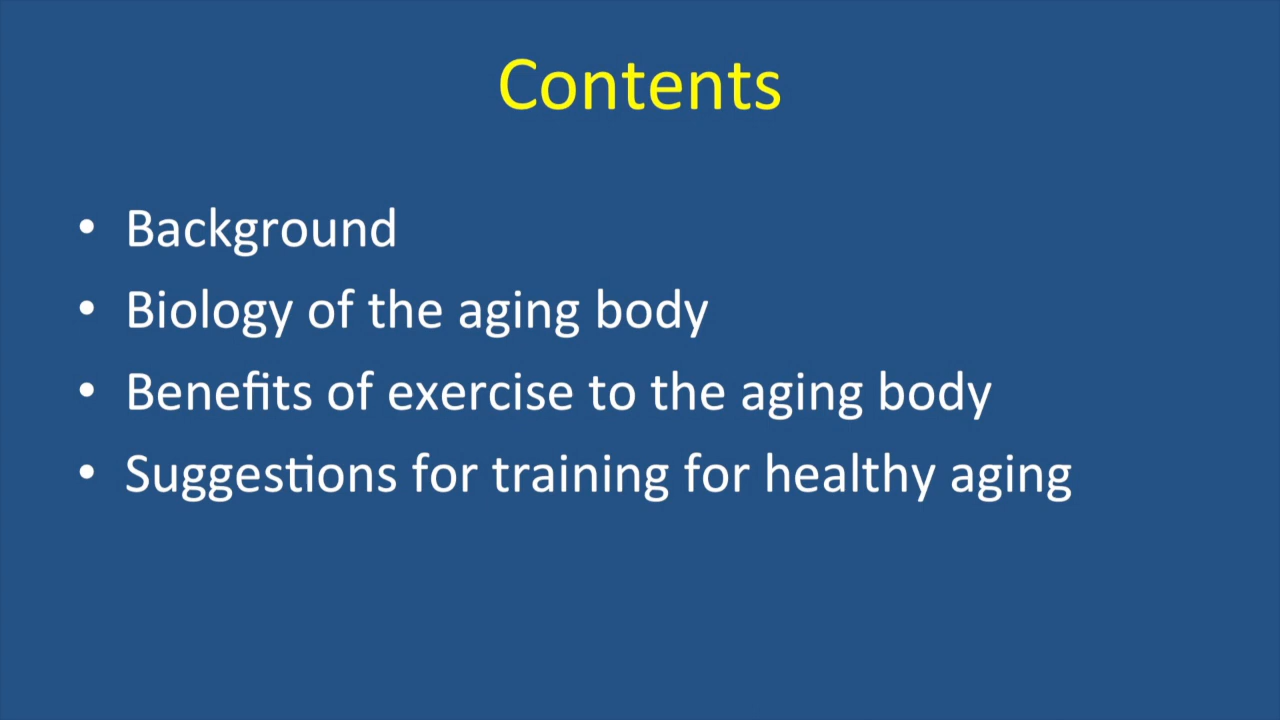 Contents
• Background
• Biology of the aging body
• Benefits of exercise to the aging body
• Suggestions for training for healthy aging